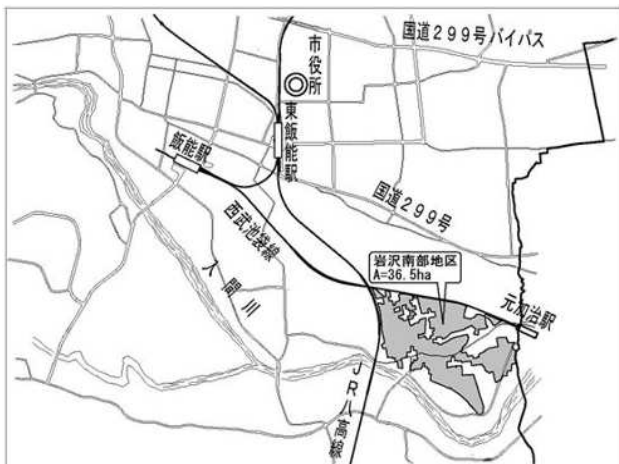 国道299号バイパス
市役所
東飯能駅
飯能駅
国道299号
西武池袋線
岩沢南部地区
A=36.5ha
入間川
元加治駅
JR八高線